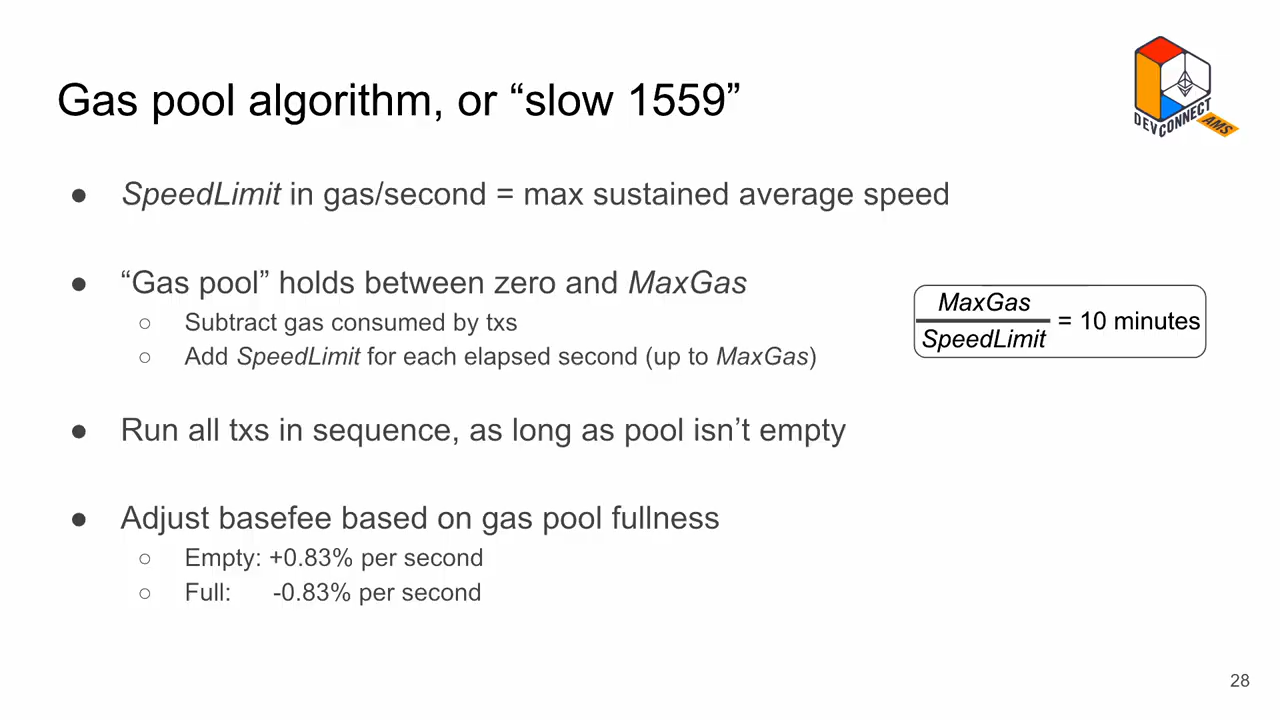 Gas pool algorithm, or “slow 1559”
DEVCONNECT
AMS
● SpeedLimit in gas/second = max sustained average speed
● “Gas pool” holds between zero and MaxGas
○ Subtract gas consumed by txs
○ Add SpeedLimit for each elapsed second (up to MaxGas)
MaxGas
SpeedLimit
= 10 minutes
● Run all txs in sequence, as long as pool isn’t empty
● Adjust basefee based on gas pool fullness
○ Empty: +0.83% per second
○ Full: -0.83% per second
28